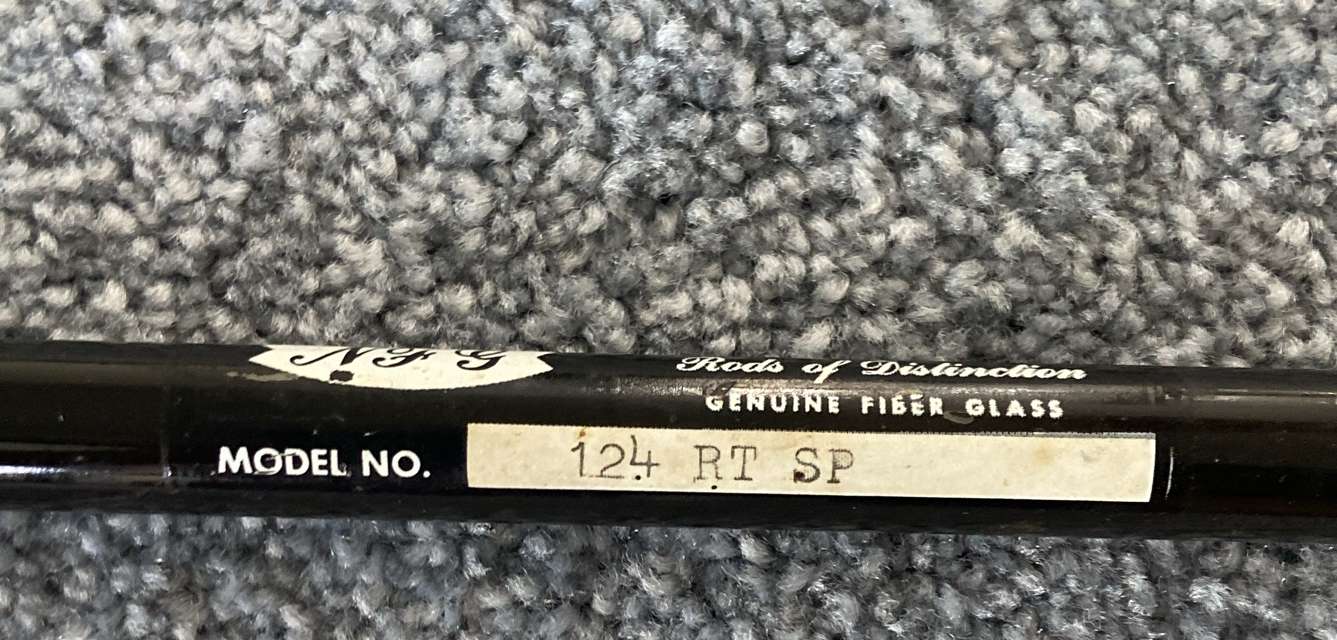 NFG
Rods of Distinction
GENUINE FIBER GLASS
MODEL NO. 124 RT SP